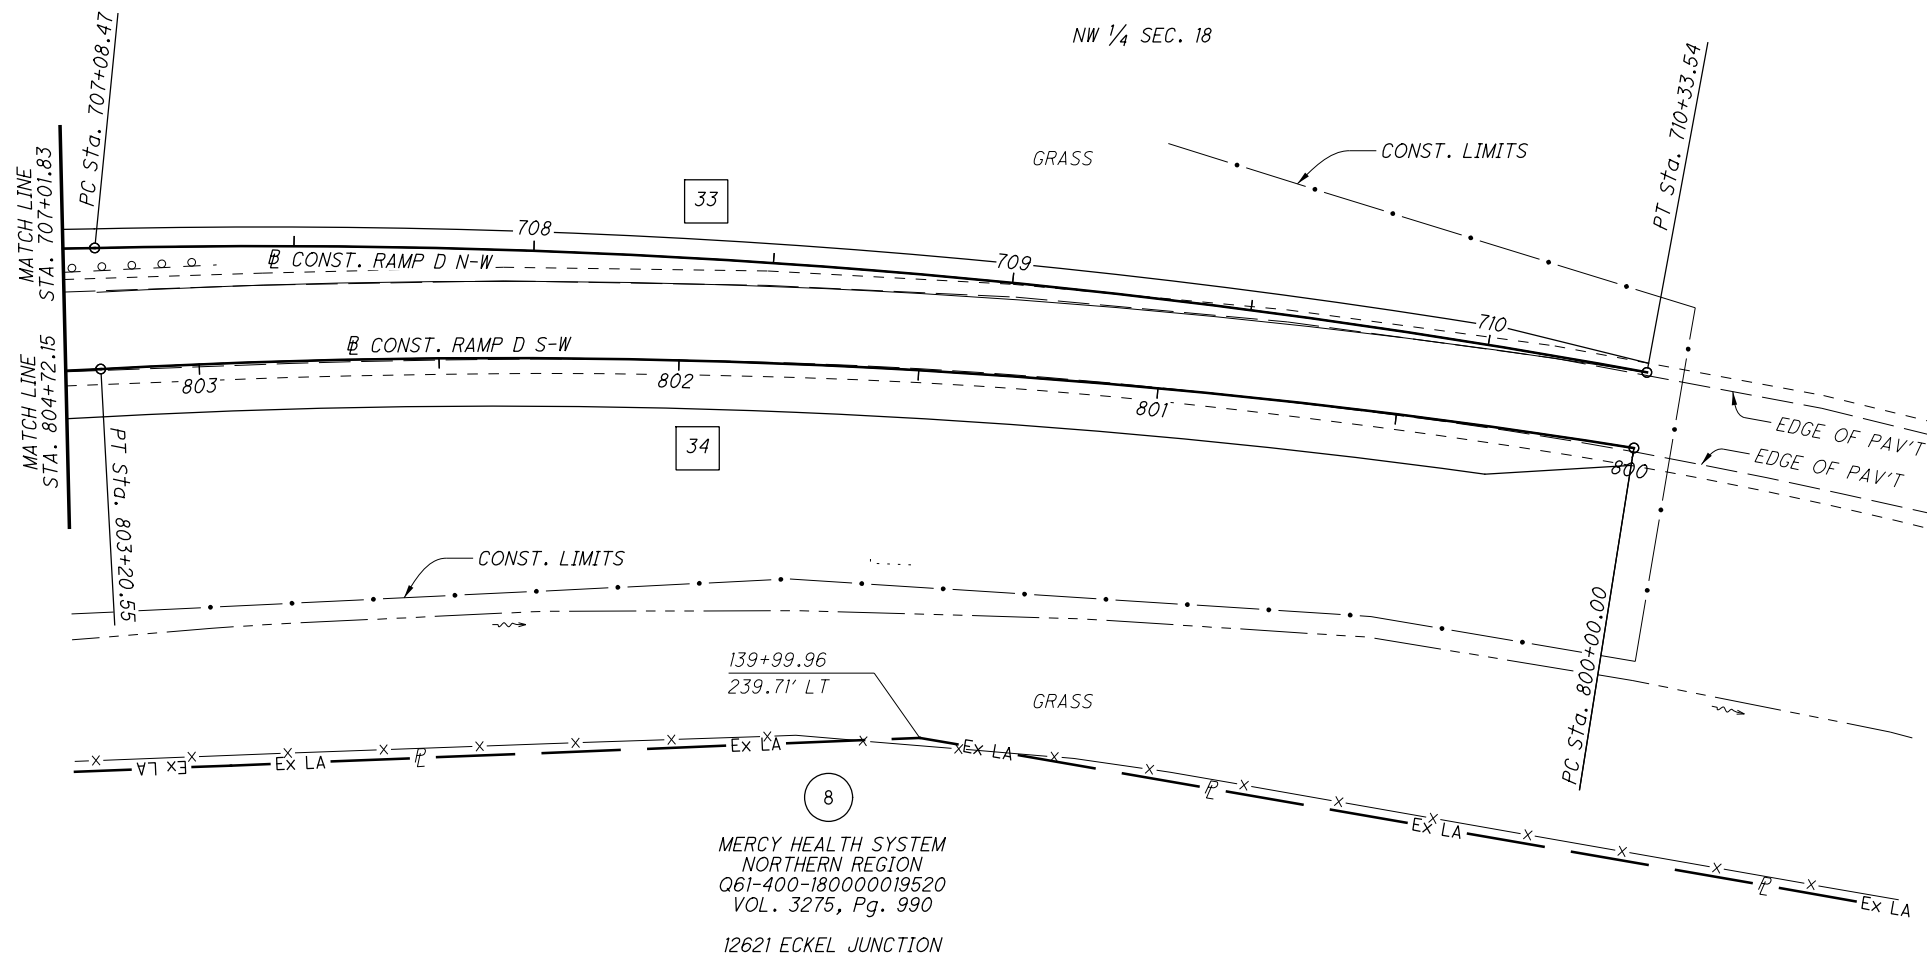 NW 1/4 SEC. 18
PC Sta. 707+08.47
PT Sta. 710+33.54
MATCH LINE
STA. 707+01.83
GRASS
CONST. LIMITS
33
708
709
710
BL CONST. RAMP D N-W
MATCH LINE
STA. 804+72.15
BL CONST. RAMP D S-W
803
802
801
800
34
EDGE OF PAV'T
EDGE OF PAV'T
PT Sta. 803+20.55
CONST. LIMITS
PC Sta. 800+00.00
139+99.96
239.71' LT
GRASS
Ex LA
Ex LA
PL
Ex LA
Ex LA
PL
Ex LA
PL
Ex LA
8
MERCY HEALTH SYSTEM
NORTHERN REGION
Q61-400-180000019520
VOL. 3275, Pg. 990
12621 ECKEL JUNCTION